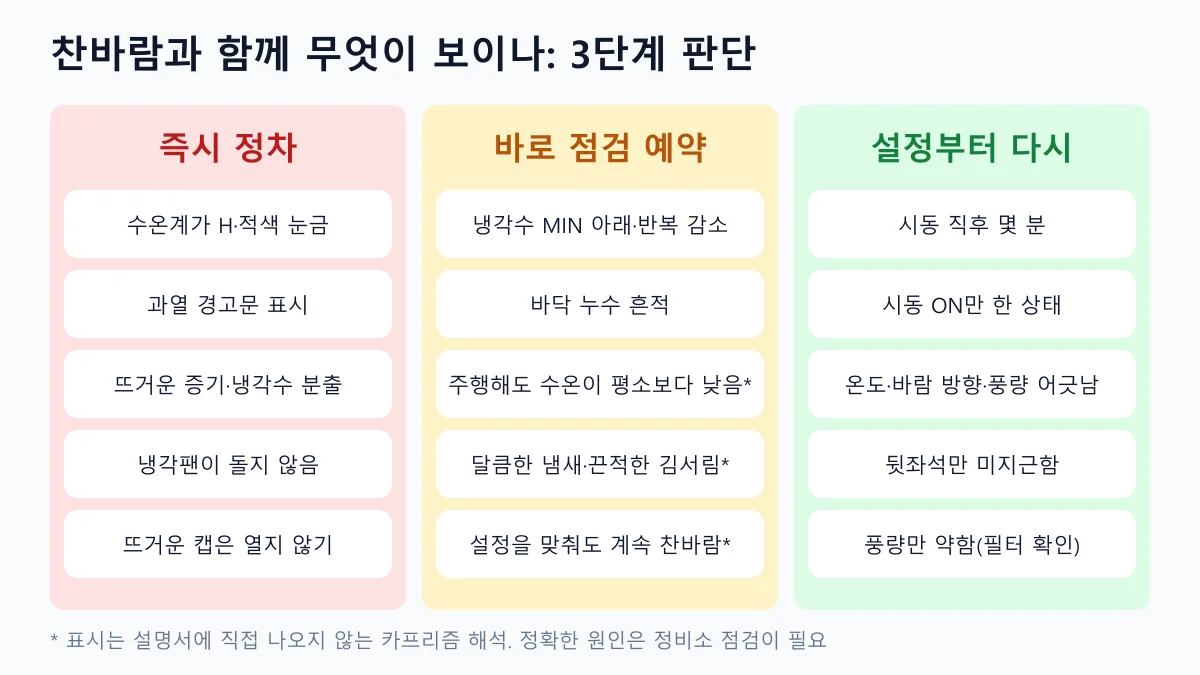 찬바람과 함께 무엇이 보이나: 3단계 판단
즉시 정차
수온계가 H·적색 눈금
과열 경고문 표시
뜨거운 증기·냉각수 분출
냉각팬이 돌지 않음
뜨거운 캡은 열지 않기
바로 점검 예약
냉각수 MIN 아래·반복 감소
바닥 누수 흔적
주행해도 수온이 평소보다 낮음*
달큼한 냄새·끈적한 김서림*
설정을 맞춰도 계속 찬바람*
설정부터 다시
시동 직후 몇 분
시동 ON만 한 상태
온도·바람 방향·풍량 어긋남
뒷좌석만 미지근함
풍량만 약함(필터 확인)
* 표시는 설명서에 직접 나오지 않는 카프리즘 해석. 정확한 원인은 정비소 점검이 필요